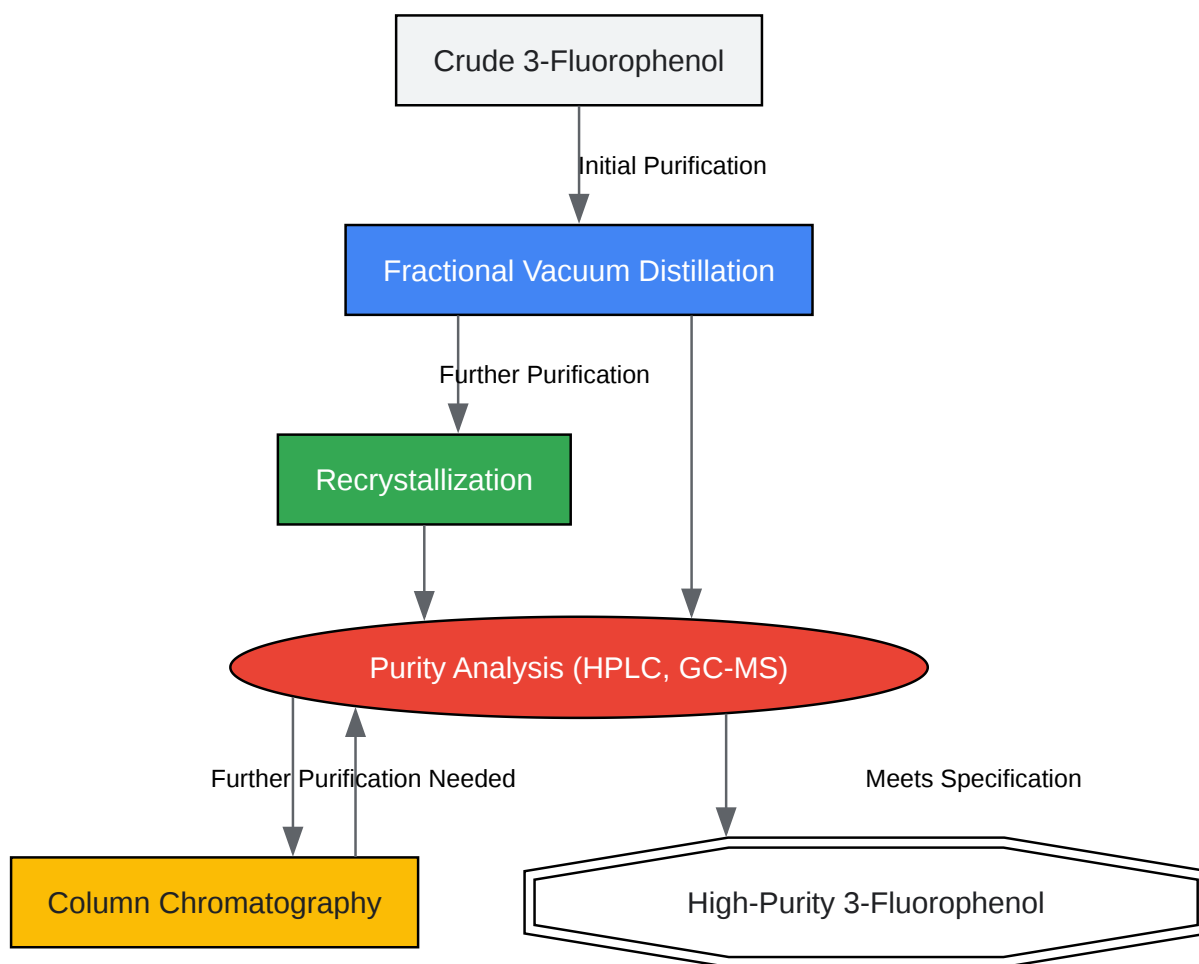 Crude 3-Fluorophenol
Initial Purification
Fractional Vacuum Distillation
Further Purification
Recrystallization
Purity Analysis (HPLC, GC-MS)
Further Purification Needed
Meets Specification
Column Chromatography
High-Purity 3-Fluorophenol